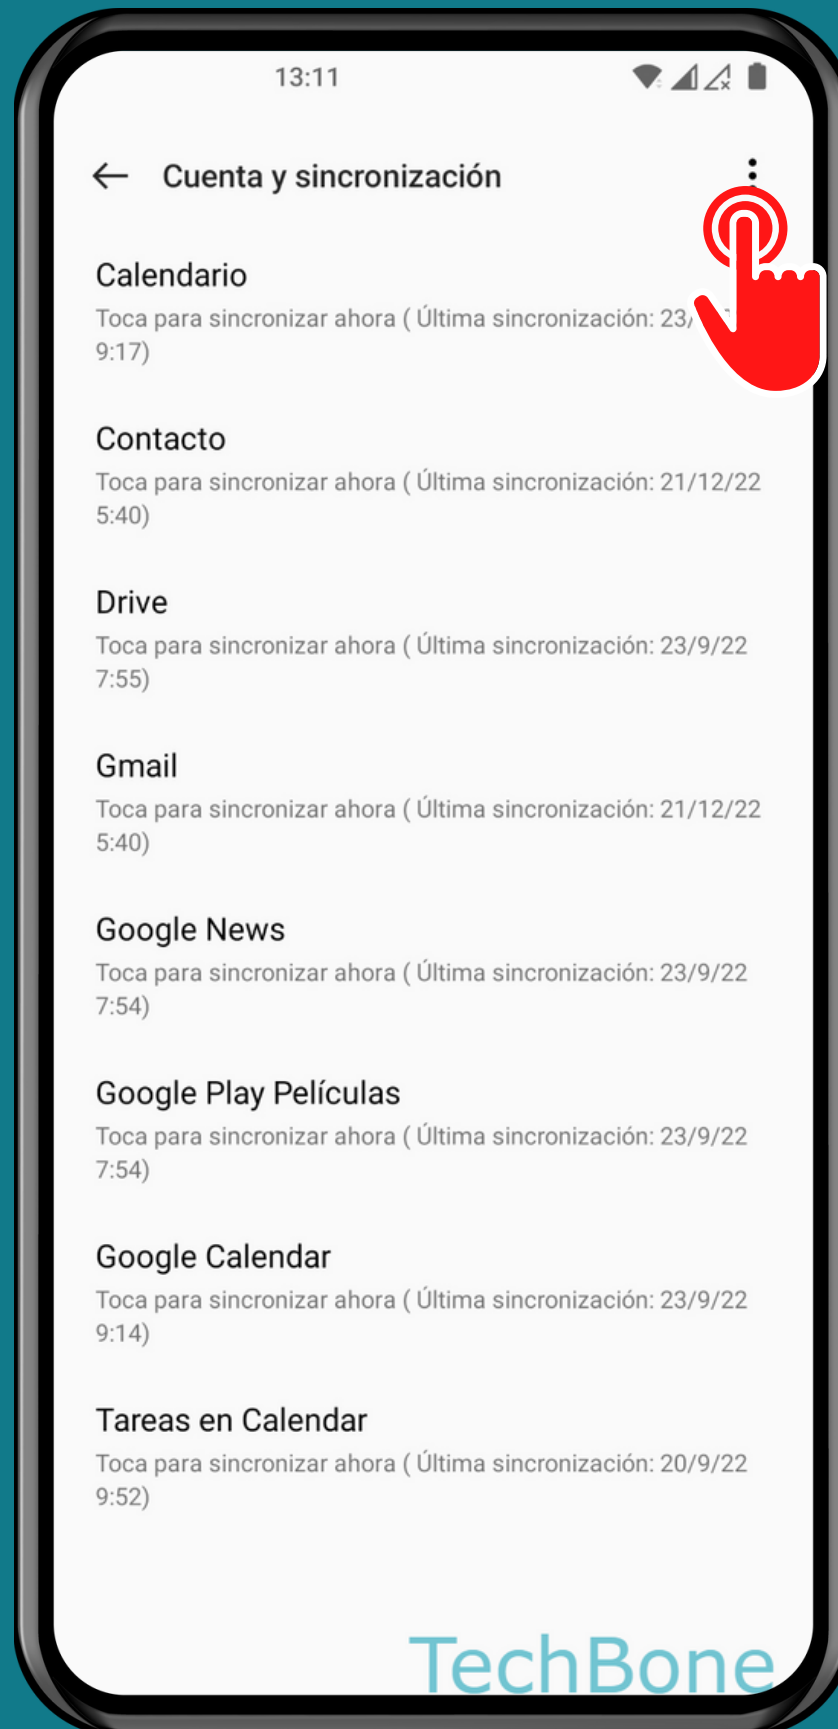 13:11
Cuenta y sincronización
Calendario
Toca para sincronizar ahora ( Última sincronización: 23/
9:17)
Contacto
Toca para sincronizar ahora ( Última sincronización: 21/12/22
5:40)
Drive
Toca para sincronizar ahora ( Última sincronización: 23/9/22
7:55)
Gmail
Toca para sincronizar ahora ( Última sincronización: 21/12/22
5:40)
Google News
Toca para sincronizar ahora ( Última sincronización: 23/9/22
7:54)
Google Play Películas
Toca para sincronizar ahora ( Última sincronización: 23/9/22
7:54)
Google Calendar
Toca para sincronizar ahora ( Última sincronización: 23/9/22
9:14)
Tareas en Calendar
Toca para sincronizar ahora ( Última sincronización: 20/9/22
9:52)
TechBone